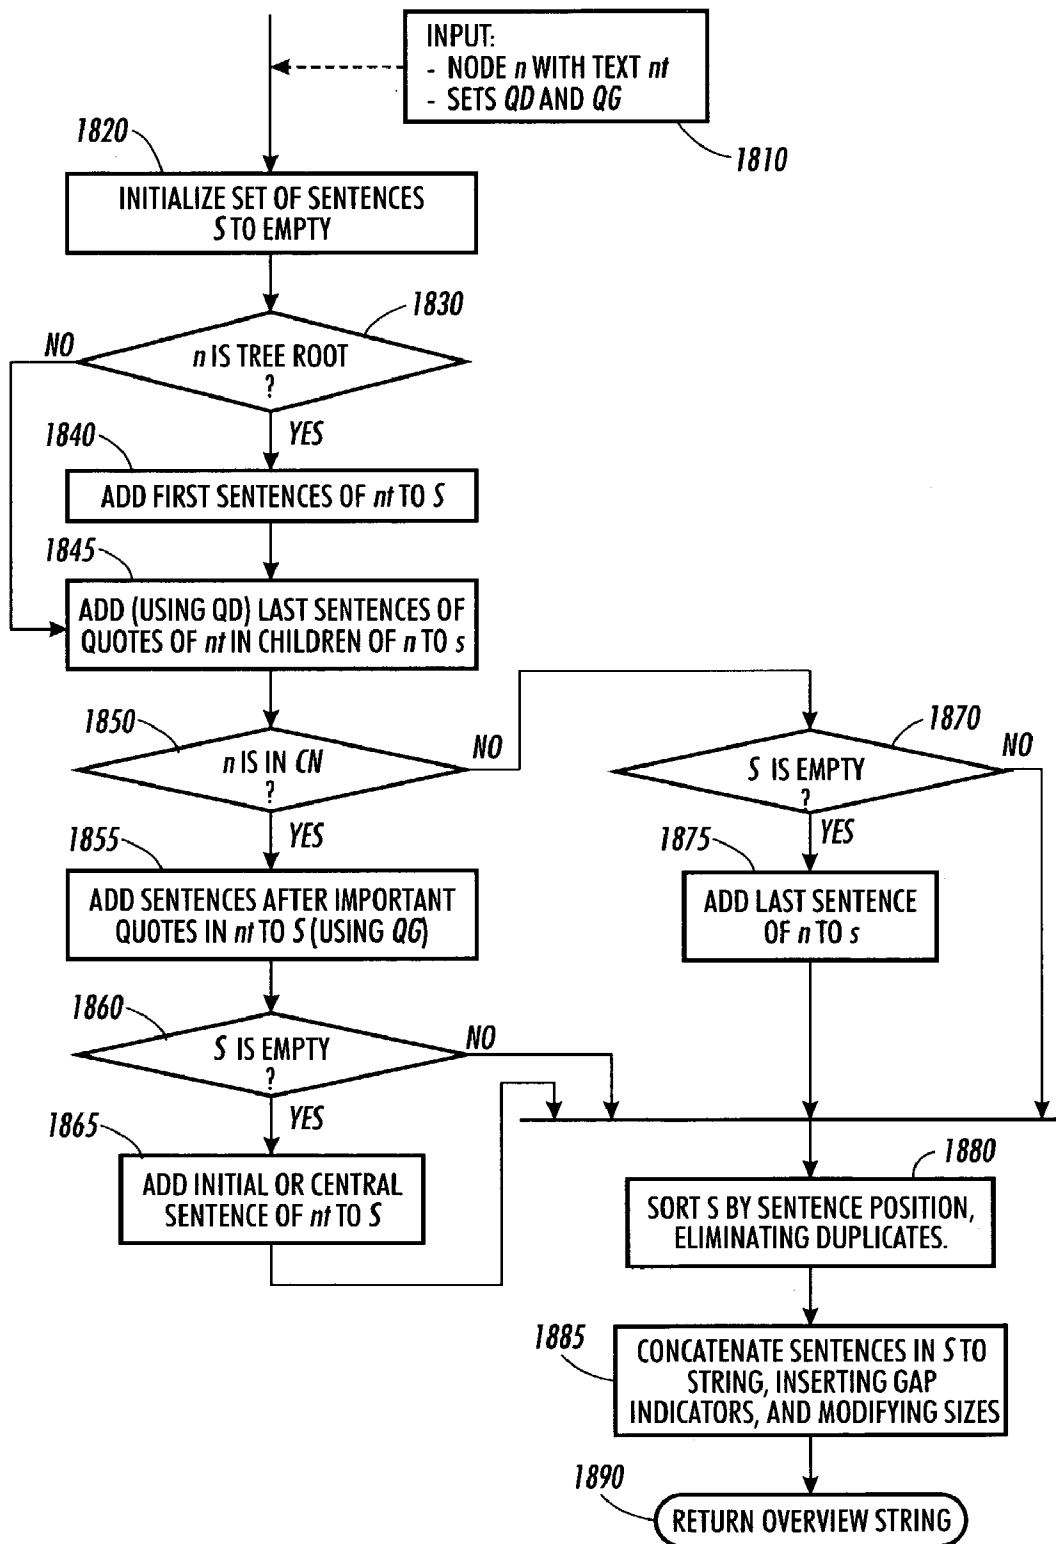 INPUT:
- NODE n WITH TEXT nt
- SETS QD AND QG
1810
1820
INITIALIZE SET OF SENTENCES
S TO EMPTY
1830
NO
n IS TREE ROOT
?
YES
1840
ADD FIRST SENTENCES OF nt TO S
1845
ADD (USING QD) LAST SENTENCES OF
QUOTES OF nt IN CHILDREN OF n TO s
1850
n IS IN CN
?
NO
YES
1870
S IS EMPTY
?
NO
YES
1855
ADD SENTENCES AFTER IMPORTANT
QUOTES IN nt TO S (USING QG)
1875
ADD LAST SENTENCE
OF n TO s
1860
S IS EMPTY
?
NO
YES
1865
ADD INITIAL OR CENTRAL
SENTENCE OF nt TO S
1880
SORT S BY SENTENCE POSITION,
ELIMINATING DUPLICATES.
1885
CONCATENATE SENTENCES IN S TO
STRING, INSERTING GAP
INDICATORS, AND MODIFYING SIZES
1890
RETURN OVERVIEW STRING